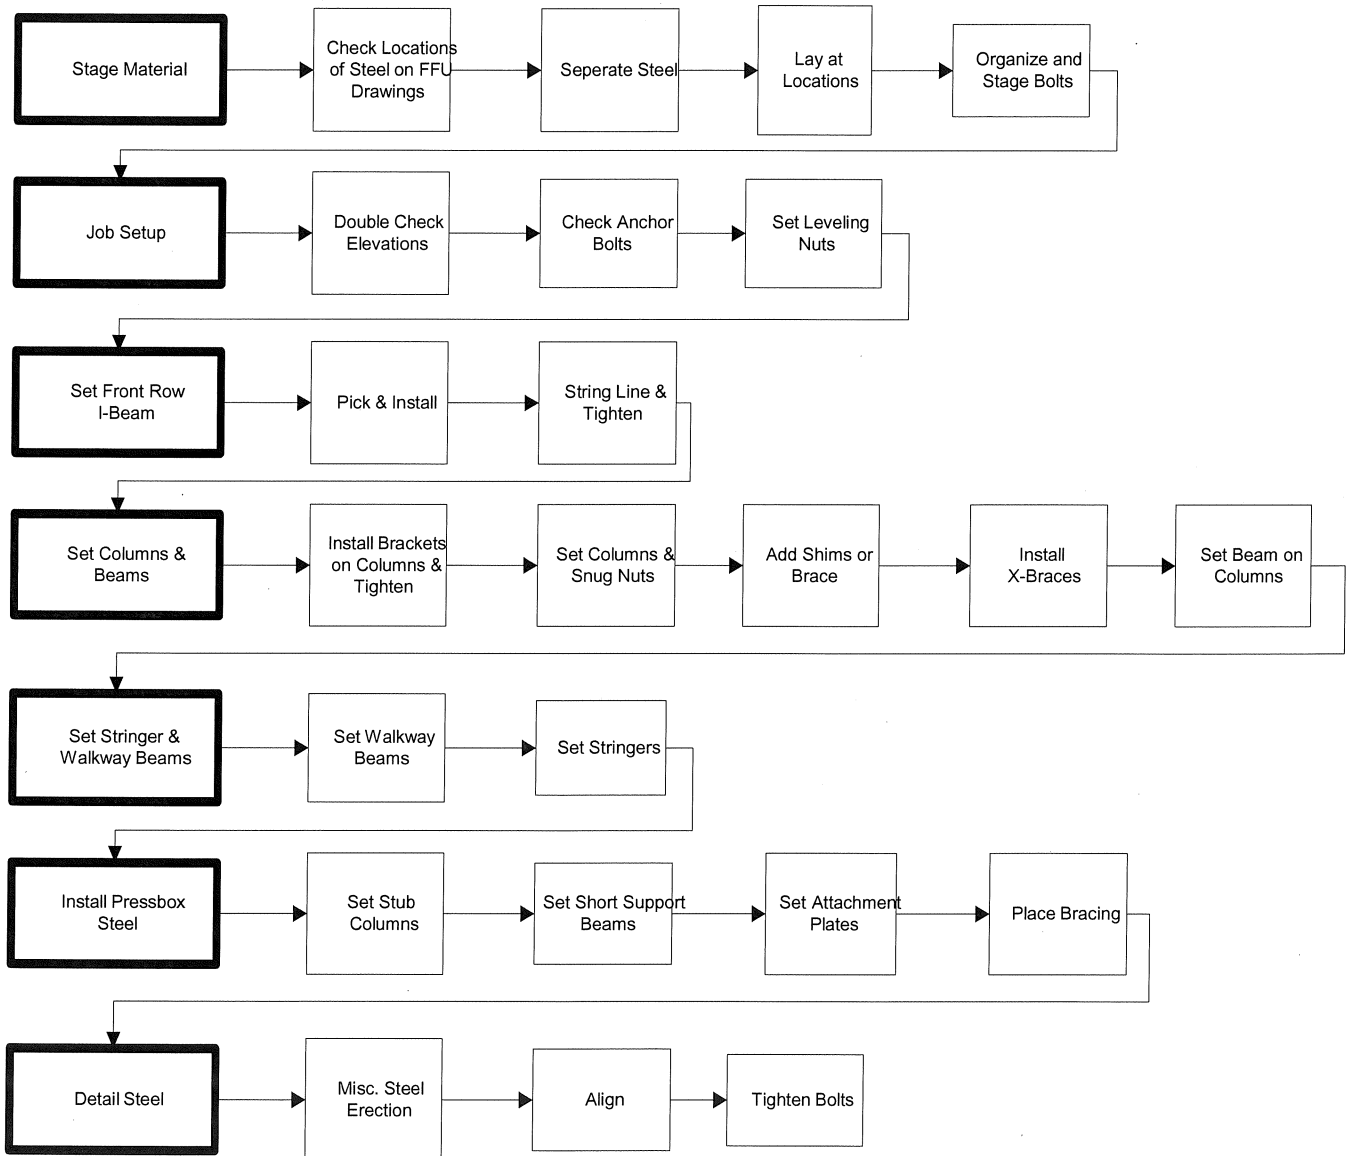 Stage Material
Check Locations
of Steel on FFU
Drawings
Seperate Steel
Lay at
Locations
Organize and
Stage Bolts
Job Setup
Double Check
Elevations
Check Anchor
Bolts
Set Leveling
Nuts
Set Front Row
I-Beam
Pick & Install
String Line &
Tighten
Set Columns &
Beams
Install Brackets
on Columns &
Tighten
Set Columns &
Snug Nuts
Add Shims or
Brace
Install
X-Braces
Set Beam on
Columns
Set Stringer &
Walkway Beams
Set Walkway
Beams
Set Stringers
Install Pressbox
Steel
Set Stub
Columns
Set Short Support
Beams
Set Attachment
Plates
Place Bracing
Detail Steel
Misc. Steel
Erection
Align
Tighten Bolts